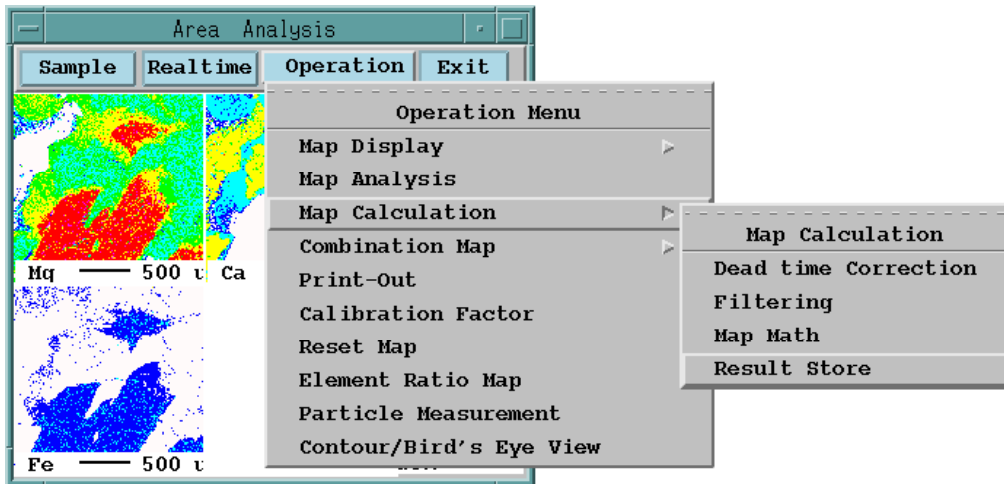 Area Analysis
Sample Realtime Operation Exit
Operation Menu
Map Display
Map Analysis
Map Calculation
Combination Map
Print-Out
Calibration Factor
Reset Map
Element Ratio Map
Particle Measurement
Contour/Bird's Eye View
Map Calculation
Dead time Correction
Filtering
Map Math
Result Store
Mg 500 u Ca
Fe 500 u